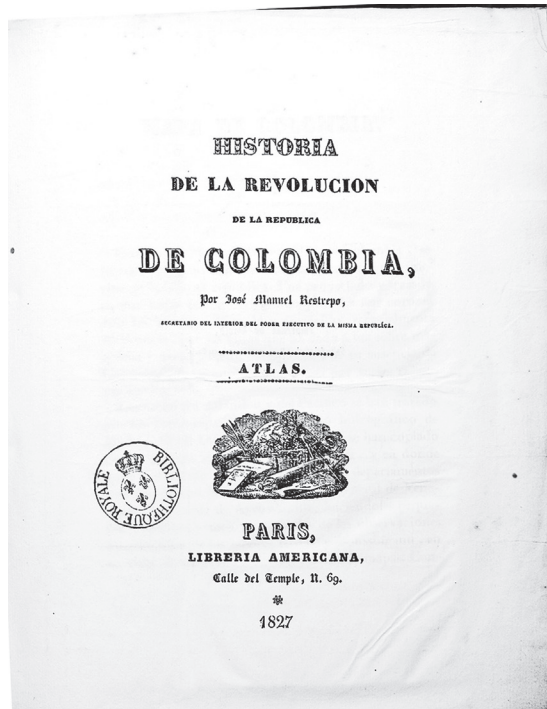 HISTORIA
DE LA REVOLUCION
DE LA REPUBLICA
DE COLOMBIA,
Por José Manuel Restrepo,
SECRETARIO DEL INTERIOR DEL PODER EJECUTIVO DE LA MISMA REPUBLÍCA.
ATLAS.
BIBLIOTHEQUE ROYALE
PARIS,
LIBRERIA AMERICANA,
Calle del Temple, N. 69.
1827